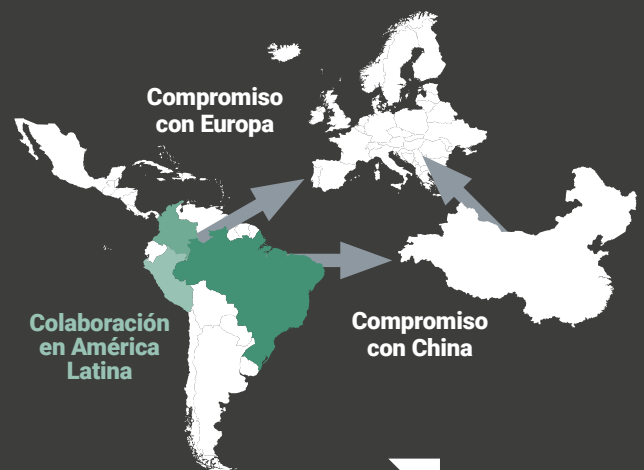 Compromiso
con Europa
Colaboración
en América
Latina
Compromiso
con China